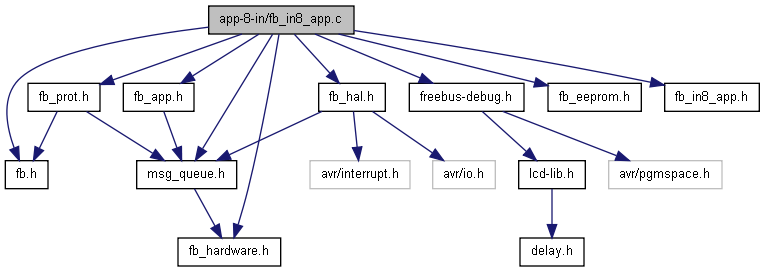 app-8-in/fb_in8_app.c
fb_prot.h
fb_app.h
fb_hal.h
freebus-debug.h
fb_eeprom.h
fb_in8_app.h
fb.h
msg_queue.h
avr/interrupt.h
avr/io.h
lcd-lib.h
avr/pgmspace.h
fb_hardware.h
delay.h